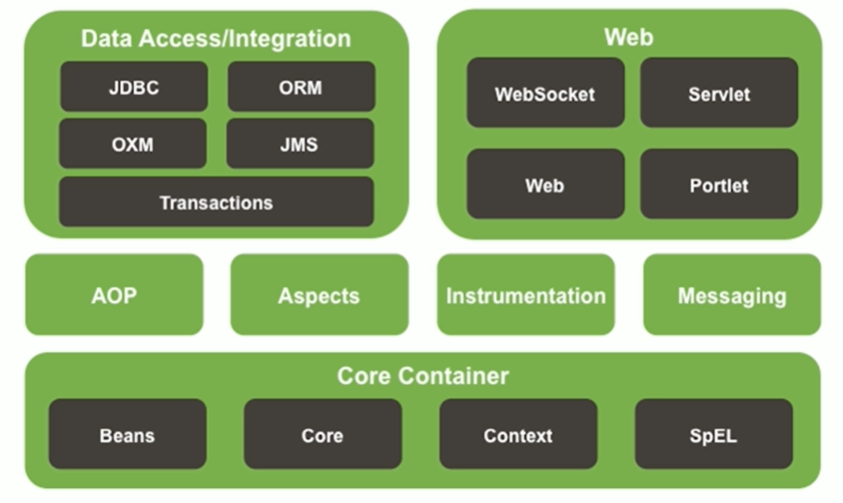 Data Access/Integration
JDBC
ORM
OXM
JMS
Transactions
Web
WebSocket
Servlet
Web
Portlet
AOP
Aspects
Instrumentation
Messaging
Core Container
Beans
Core
Context
SpEL